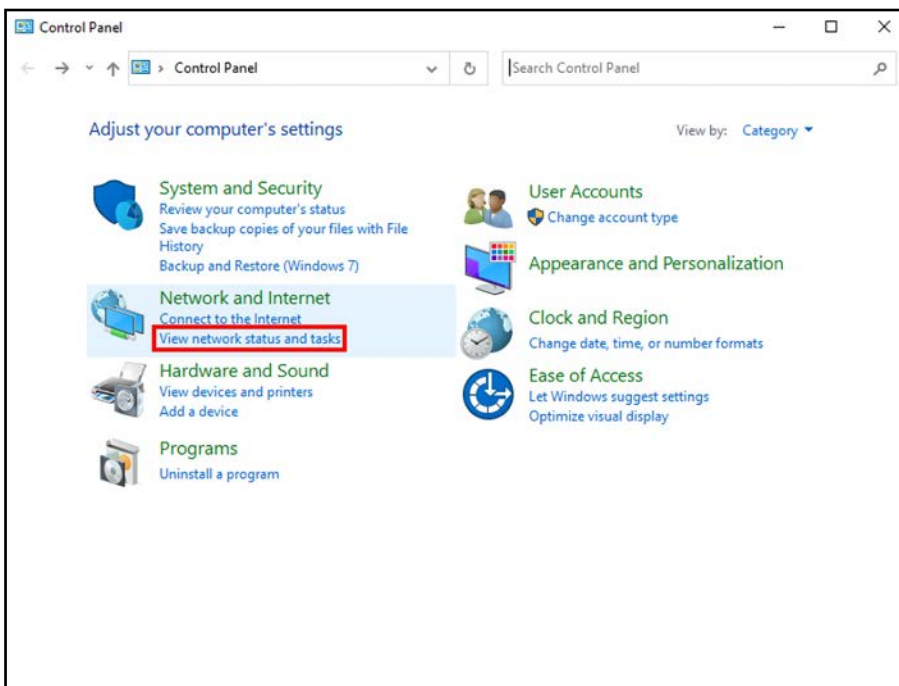 Control Panel
Control Panel
Search Control Panel
Adjust your computer's settings
View by: Category
System and Security
Review your computer's status
Save backup copies of your files with File
History
Backup and Restore (Windows 7)
Network and Internet
Connect to the Internet
View network status and tasks
Hardware and Sound
View devices and printers
Add a device
Programs
Uninstall a program
User Accounts
Change account type
Appearance and Personalization
Clock and Region
Change date, time, or number formats
Ease of Access
Let Windows suggest settings
Optimize visual display